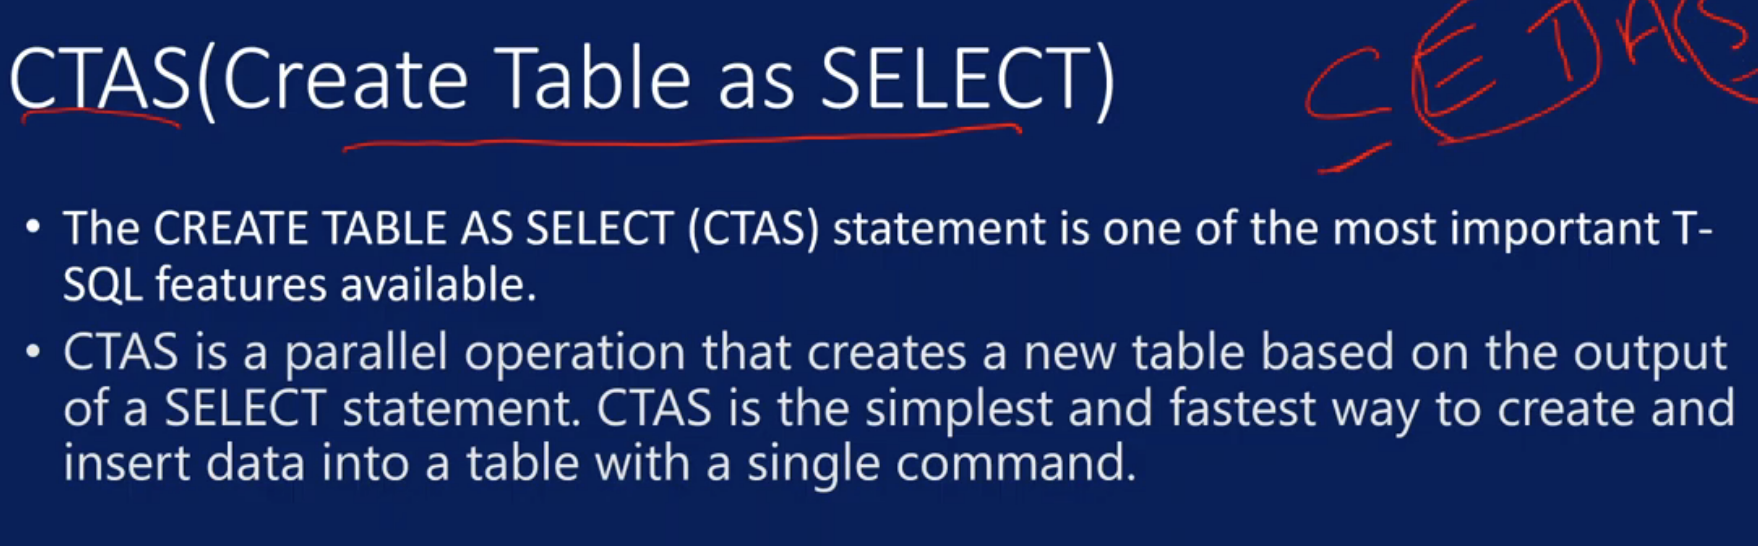 CTAS(Create Table as SELECT)
CETAS
• The CREATE TABLE AS SELECT (CTAS) statement is one of the most important T-
SQL features available.
• CTAS is a parallel operation that creates a new table based on the output
of a SELECT statement. CTAS is the simplest and fastest way to create and
insert data into a table with a single command.